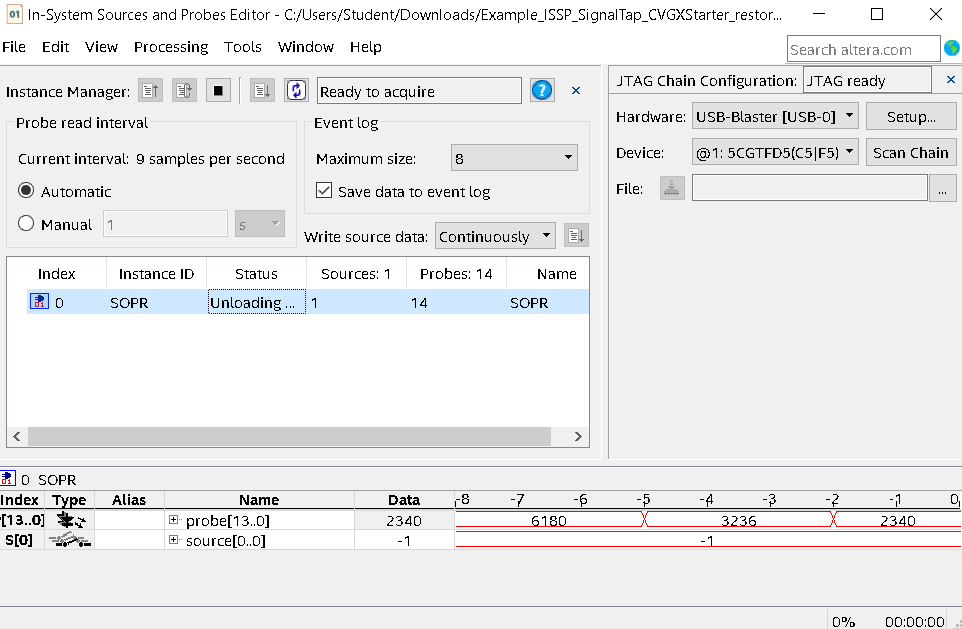 In-System Sources and Probes Editor - C:/Users/Student/Downloads/Example_ISSP_SignalTap_CVGXStarter_restor...
File Edit View Processing Tools Window Help
Search altera.com
Instance Manager: Ready to acquire
JTAG Chain Configuration: JTAG ready
Probe read interval
Current interval: 9 samples per second
Automatic
Manual 1 s
Event log
Maximum size: 8
Save data to event log
Write source data: Continuously
Hardware: USB-Blaster [USB-0] Setup...
Device: @1: 5CGTFD5(C5|F5) Scan Chain
File: ...
Index Instance ID Status Sources: 1 Probes: 14 Name
0 SOPR Unloading ... 1 14 SOPR
0 SOPR
Index Type Alias Name Data -8 -7 -6 -5 -4 -3 -2 -1 0
[13..0] probe[13..0] 2340 6180 3236 2340
S[0] source[0..0] -1 -1
0% 00:00:00